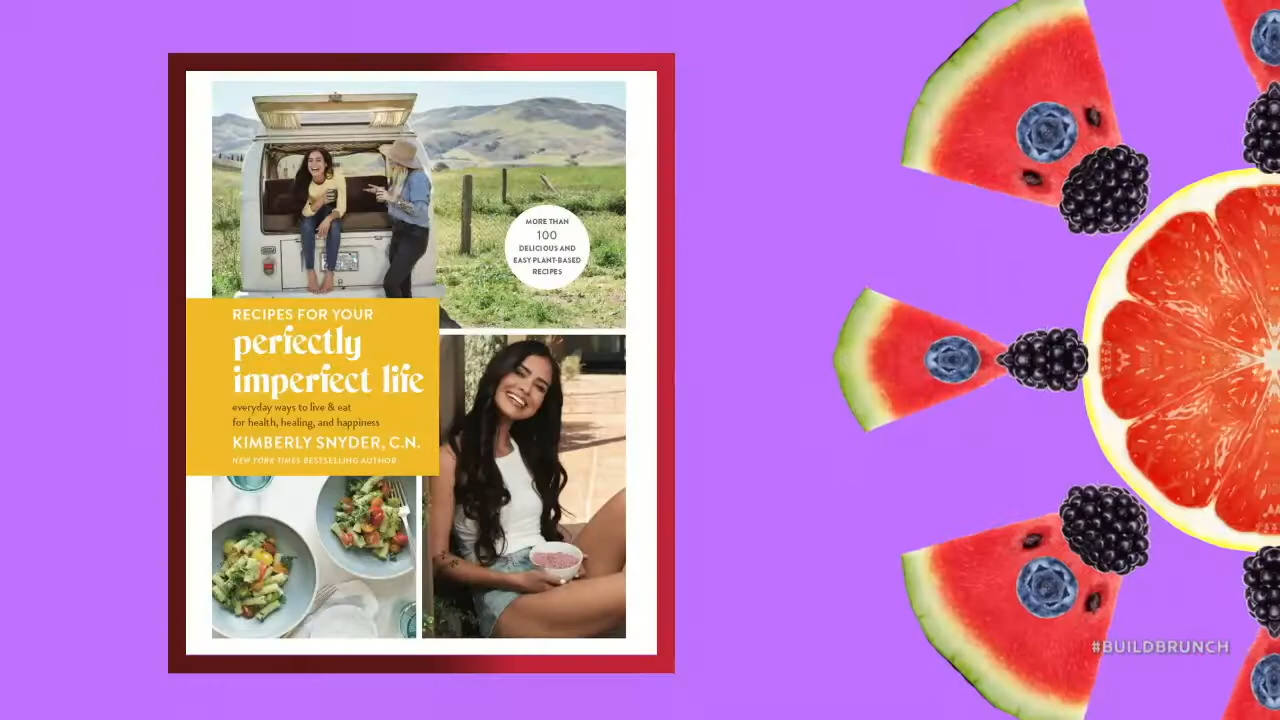 MORE THAN
100
DELICIOUS AND
EASY PLANT-BASED
RECIPES
RECIPES FOR YOUR
perfectly
imperfect life
everyday ways to live & eat
for health, healing, and happiness
KIMBERLY SNYDER, C.N.
NEW YORK TIMES BESTSELLING AUTHOR
#BUILDBRUNCH